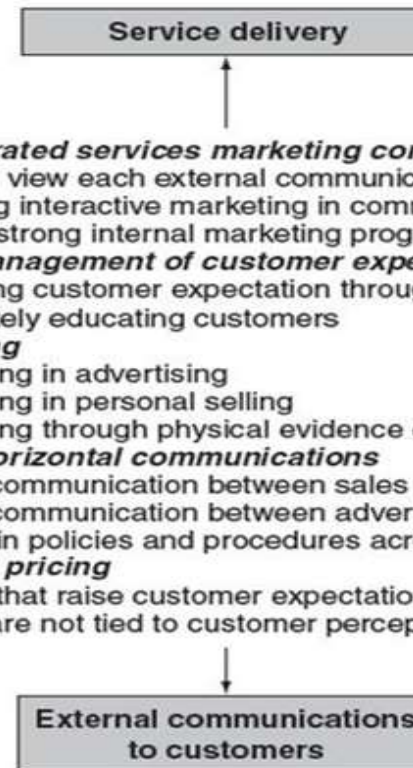 Service delivery
rated services marketing co
view each external communic
g interactive marketing in com
strong internal marketing prog
anagement of customer expe
ng customer expectation throug
ely educating customers
g
ng in advertising
ng in personal selling
ng through physical evidence
orizontal communications
communication between sales
communication between adver
in policies and procedures acr
pricing
that raise customer expectatio
are not tied to customer percep
External communications
to customers